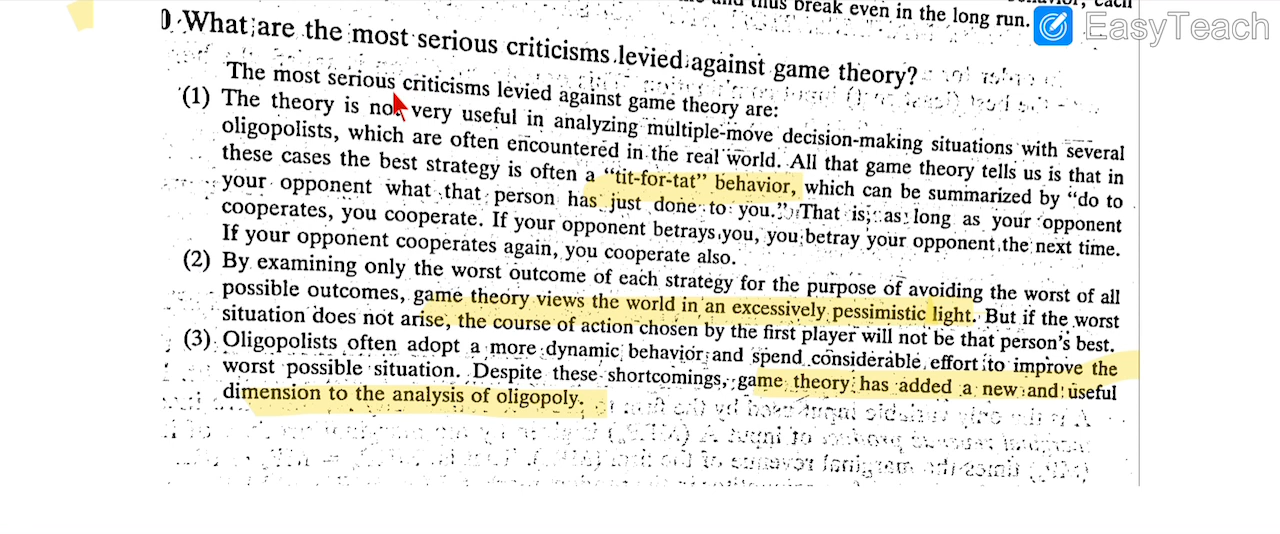 thus break even in the long run.
EasyTeach
What are the most serious criticisms levied against game theory?
The most serious criticisms levied against game theory are:
(1) The theory is not very useful in analyzing multiple-move decision-making situations with several
oligopolists, which are often encountered in the real world. All that game theory tells us is that in
these cases the best strategy is often a "tit-for-tat" behavior, which can be summarized by "do to
your opponent what that person has just done to you." That is, as long as your opponent
cooperates, you cooperate. If your opponent betrays you, you betray your opponent the next time.
If your opponent cooperates again, you cooperate also.
(2) By examining only the worst outcome of each strategy for the purpose of avoiding the worst of all
possible outcomes, game theory views the world in an excessively pessimistic light. But if the worst
situation does not arise, the course of action chosen by the first player will not be that person's best.
(3) Oligopolists often adopt a more dynamic behavior and spend considerable effort to improve the
worst possible situation. Despite these shortcomings, game theory has added a new and useful
dimension to the analysis of oligopoly.